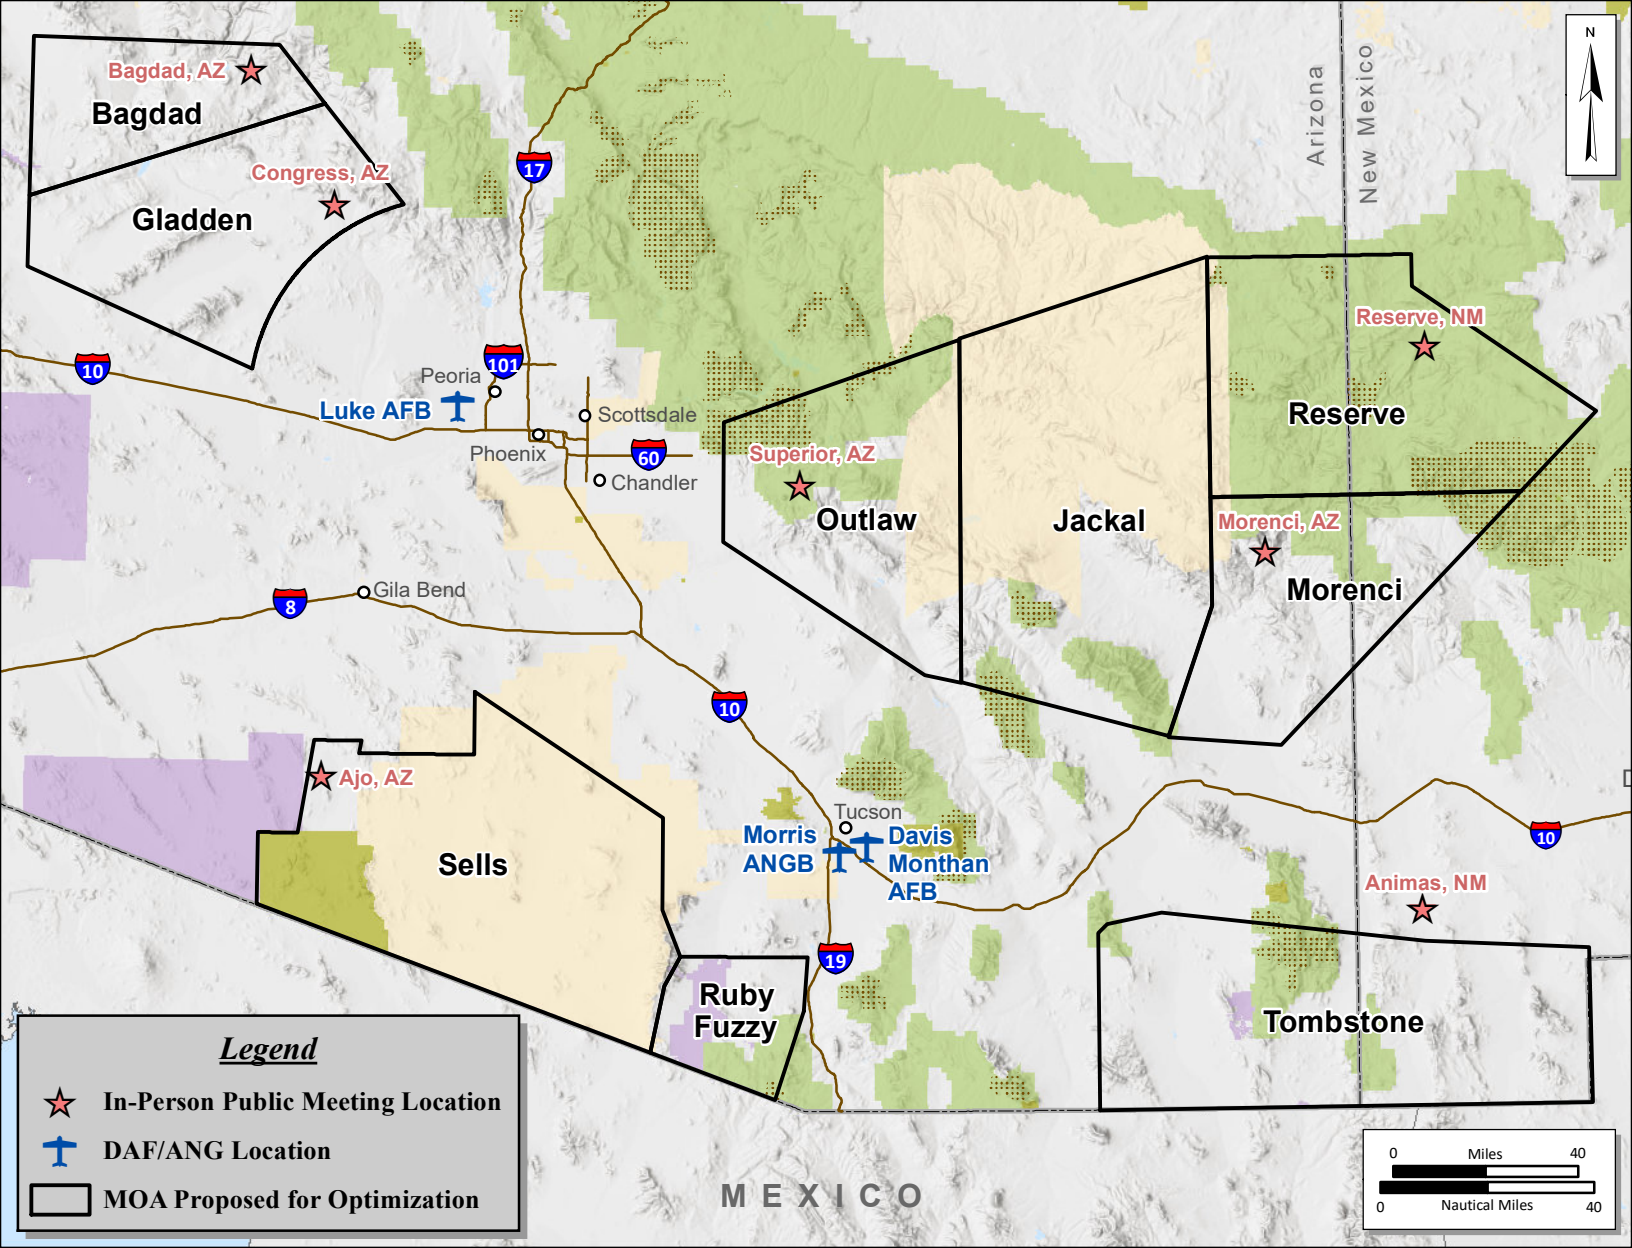 Bagdad, AZ
Bagdad
Congress, AZ
Gladden
17
Arizona
New Mexico
N
10
101
Peoria
Luke AFB
Scottsdale
Phoenix
60
Chandler
Superior, AZ
Outlaw
Jackal
Reserve, NM
Reserve
Morenci, AZ
Morenci
8
Gila Bend
10
Ajo, AZ
Sells
Tucson
Morris
ANGB
Davis
Monthan
AFB
10
Animas, NM
19
Ruby
Fuzzy
Tombstone
MEXICO
Legend
In-Person Public Meeting Location
DAF/ANG Location
MOA Proposed for Optimization
0 Miles 40
0 Nautical Miles 40